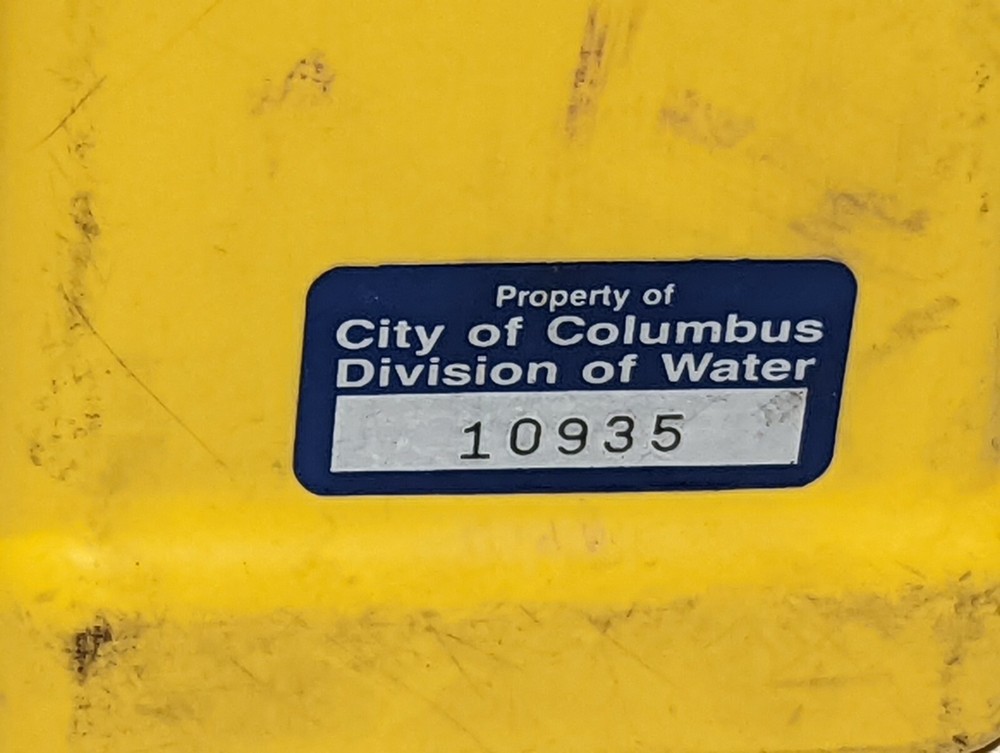 Property of
City of Columbus
Division of Water
10935